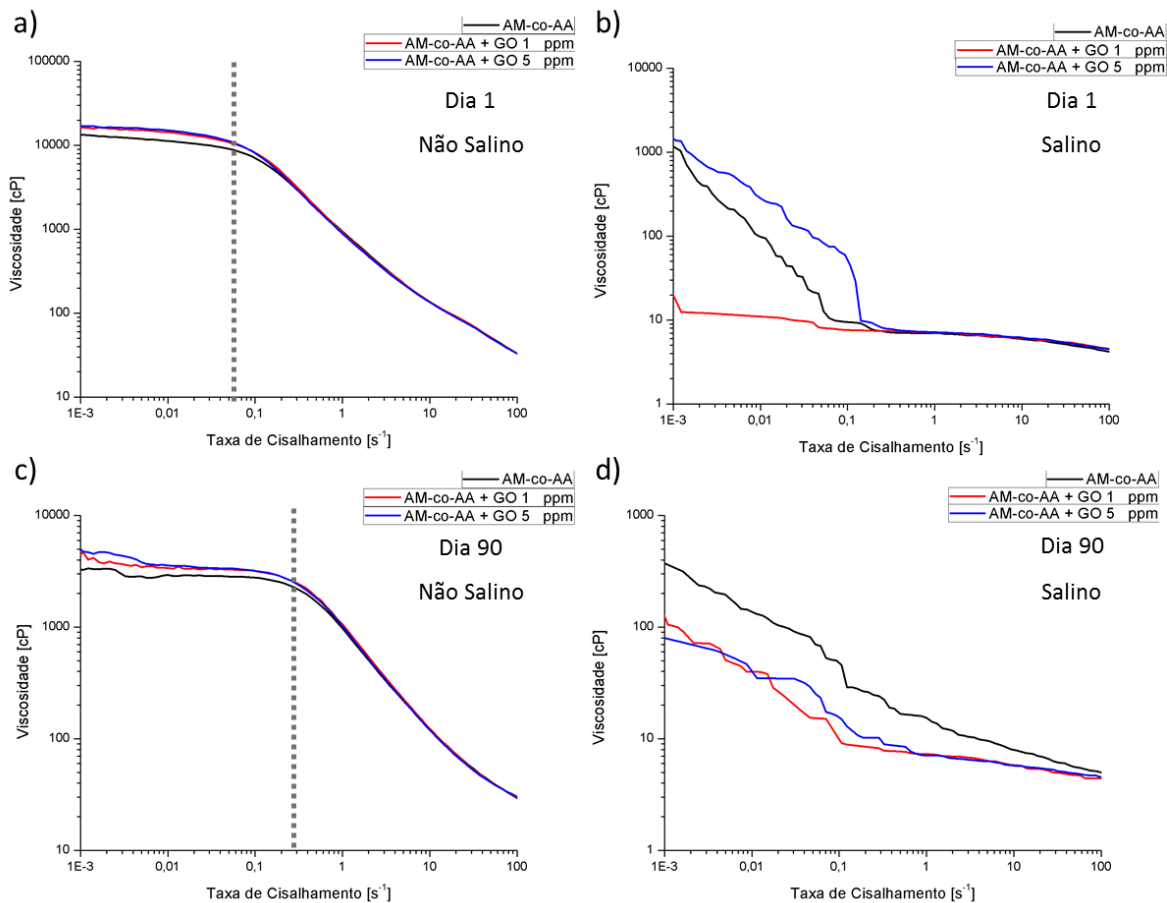 a)
AM-co-AA
AM-co-AA + GO 1 ppm
AM-co-AA + GO 5 ppm
Dia 1
Não Salino
100000
10000
1000
100
10
Viscosidade [cP]
1E-3 0,01 0,1 1 10 100
Taxa de Cisalhamento [s⁻¹]
b)
AM-co-AA
AM-co-AA + GO 1 ppm
AM-co-AA + GO 5 ppm
Dia 1
Salino
10000
1000
100
10
1
Viscosidade [cP]
1E-3 0,01 0,1 1 10 100
Taxa de Cisalhamento [s⁻¹]
c)
AM-co-AA
AM-co-AA + GO 1 ppm
AM-co-AA + GO 5 ppm
Dia 90
Não Salino
10000
1000
100
10
Viscosidade [cP]
1E-3 0,01 0,1 1 10 100
Taxa de Cisalhamento [s⁻¹]
d)
AM-co-AA
AM-co-AA + GO 1 ppm
AM-co-AA + GO 5 ppm
Dia 90
Salino
1000
100
10
1
Viscosidade [cP]
1E-3 0,01 0,1 1 10 100
Taxa de Cisalhamento [s⁻¹]